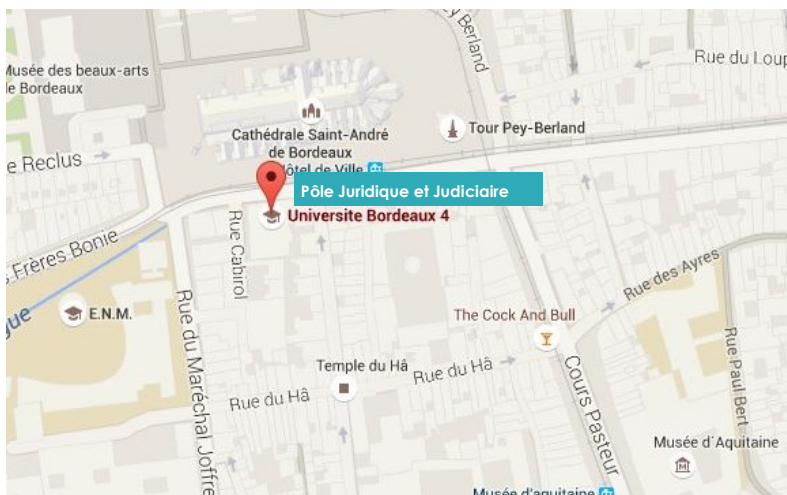 Musée des beaux-arts
de Bordeaux
Pey Berland
Rue du Loup
Cathédrale Saint-André
de Bordeaux
Hôtel de Ville
Tour Pey-Berland
e Reclus
Pôle Juridique et Judiciaire
Universite Bordeaux 4
s Frères Bonie
Rue Cabirol
Rue des Ayres
gue
E.N.M.
The Cock And Bull
Rue du Maréchal Joffre
Temple du Hâ
Rue du Hâ
Rue du Hâ
Cours Pasteur
Rue Paul Bert
Musée d'Aquitaine
Musée d'aquitaine